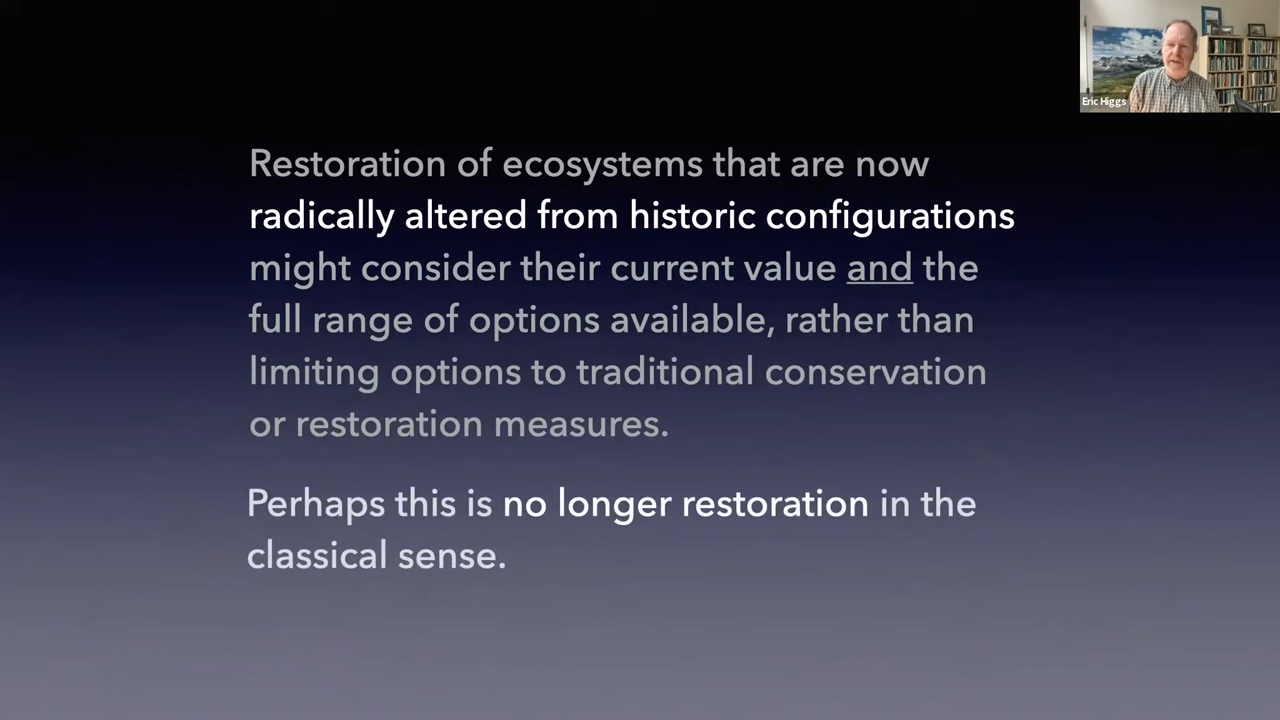 Eric Higgs
Restoration of ecosystems that are now
radically altered from historic configurations
might consider their current value and the
full range of options available, rather than
limiting options to traditional conservation
or restoration measures.
Perhaps this is no longer restoration in the
classical sense.